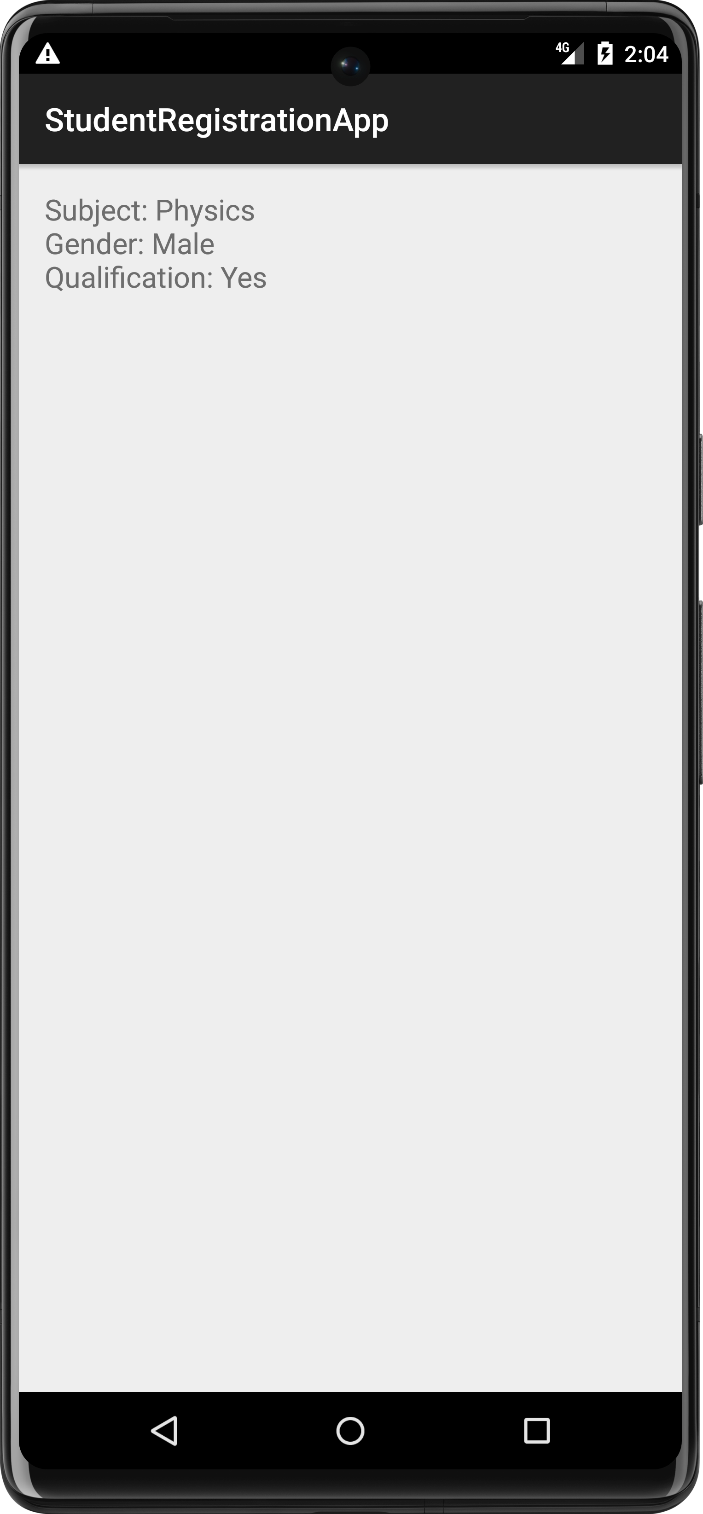 4G 2:04
StudentRegistrationApp
Subject: Physics
Gender: Male
Qualification: Yes